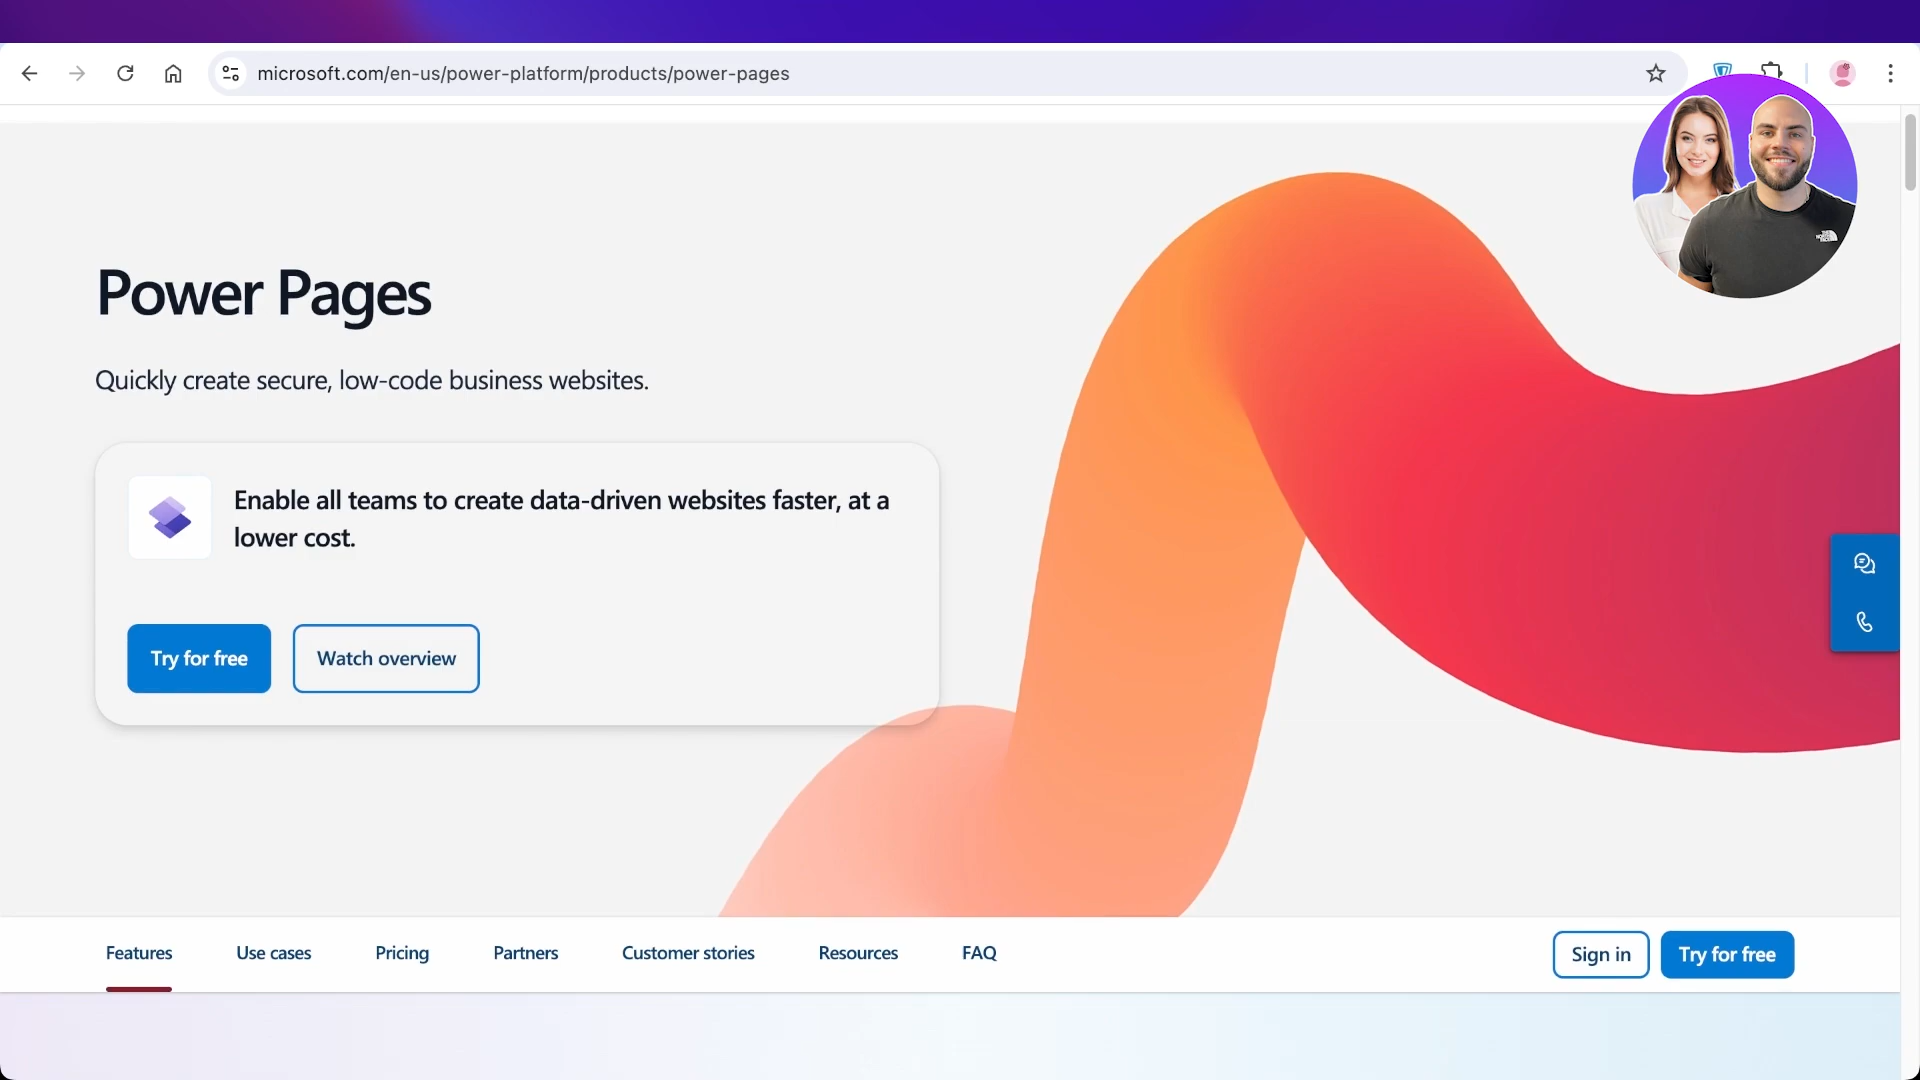 microsoft.com/en-us/power-platform/products/power-pages
Power Pages
Quickly create secure, low-code business websites.
Enable all teams to create data-driven websites faster, at a
lower cost.
Try for free
Watch overview
Features
Use cases
Pricing
Partners
Customer stories
Resources
FAQ
Sign in
Try for free